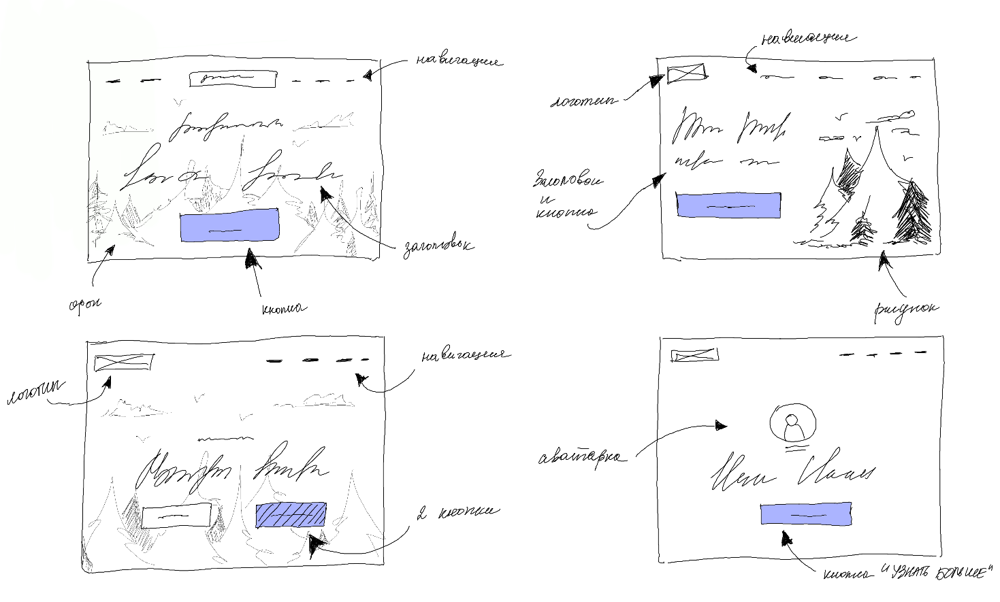 навигация
заголовок
фон
кнопка
навигация
логотип
Заголовок
и
кнопка
рисунок
логотип
навигация
2 кнопки
аватарка
кнопка "УЗНАТЬ БОЛЬШЕ"